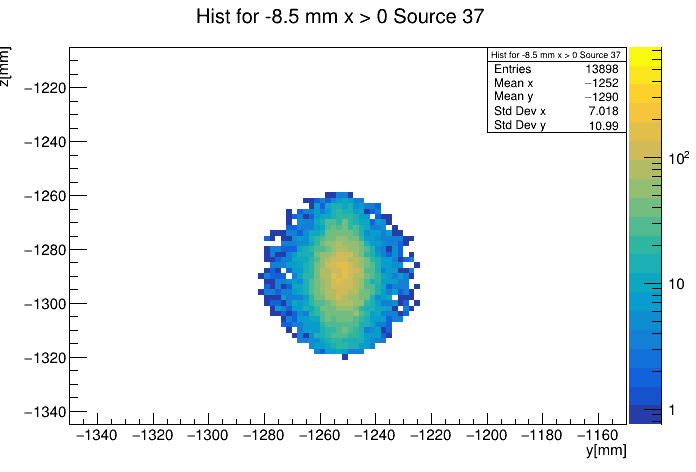 Hist for -8.5 mm x > 0 Source 37
z[mm]
Hist for -8.5 mm x > 0 Source 37
Entries 13898
Mean x −1252
Mean y −1290
Std Dev x 7.018
Std Dev y 10.99
−1220
−1240
−1260
−1280
−1300
−1320
−1340
10²
10
1
−1340 −1320 −1300 −1280 −1260 −1240 −1220 −1200 −1180 −1160
y[mm]